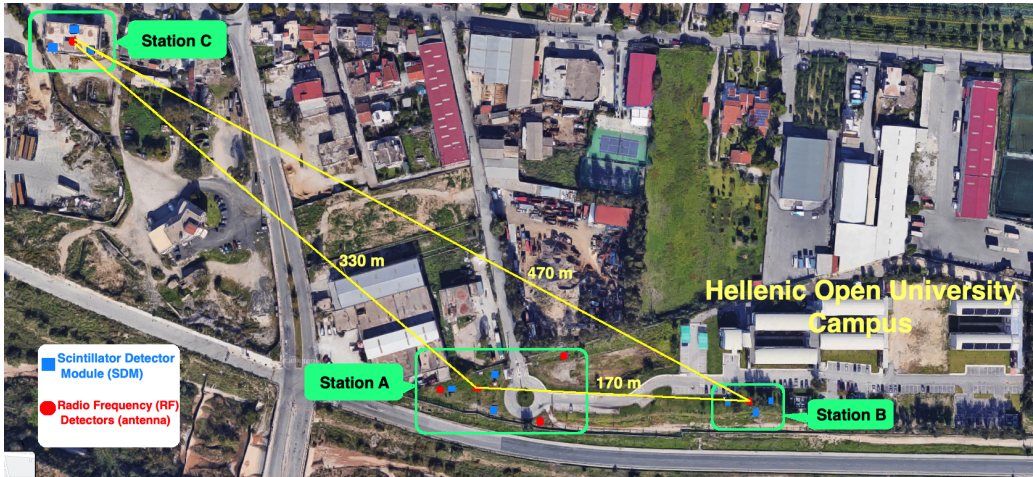 Station C
330 m
470 m
Hellenic Open University
Campus
Scintillator Detector
Module (SDM)
Radio Frequency (RF)
Detectors (antenna)
Station A
170 m
Station B